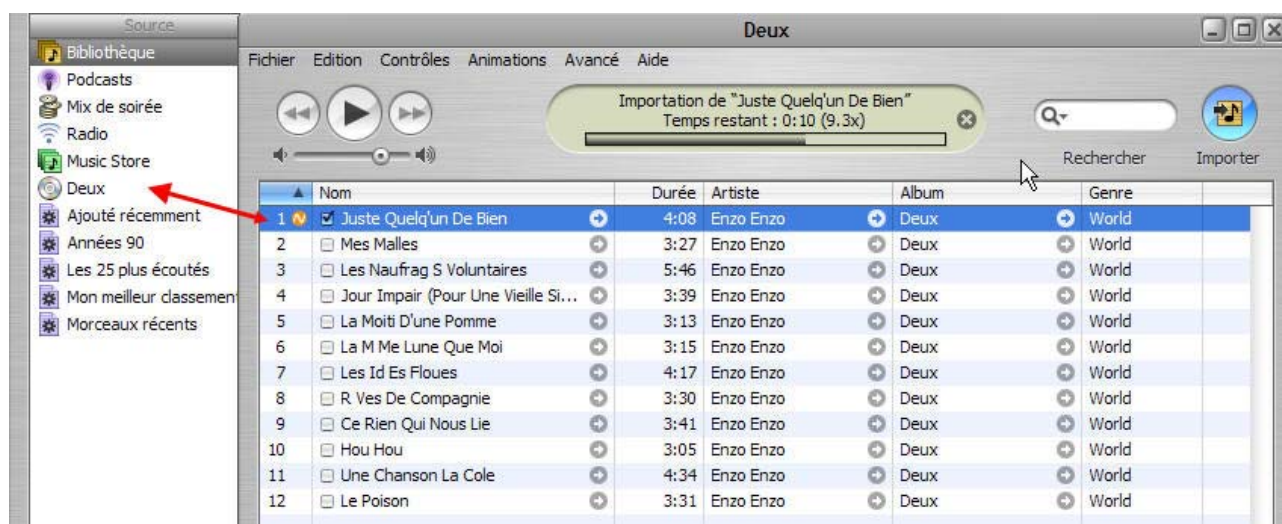 Source
Bibliothèque
Podcasts
Mix de soirée
Radio
Music Store
Deux
Ajouté récemment
Années 90
Les 25 plus écoutés
Mon meilleur classement
Morceaux récents
Deux
Fichier Edition Contrôles Animations Avancé Aide
Importation de "Juste Quelq'un De Bien"
Temps restant : 0:10 (9.3x)
Rechercher
Importer
Nom Durée Artiste Album Genre
1 Juste Quelq'un De Bien 4:08 Enzo Enzo Deux World
2 Mes Malles 3:27 Enzo Enzo Deux World
3 Les Naufrag S Voluntaires 5:46 Enzo Enzo Deux World
4 Jour Impair (Pour Une Vieille Si... 3:39 Enzo Enzo Deux World
5 La Moiti D'une Pomme 3:13 Enzo Enzo Deux World
6 La M Me Lune Que Moi 3:15 Enzo Enzo Deux World
7 Les Id Es Floues 4:17 Enzo Enzo Deux World
8 R Ves De Compagnie 3:30 Enzo Enzo Deux World
9 Ce Rien Qui Nous Lie 3:41 Enzo Enzo Deux World
10 Hou Hou 3:05 Enzo Enzo Deux World
11 Une Chanson La Cole 4:34 Enzo Enzo Deux World
12 Le Poison 3:31 Enzo Enzo Deux World